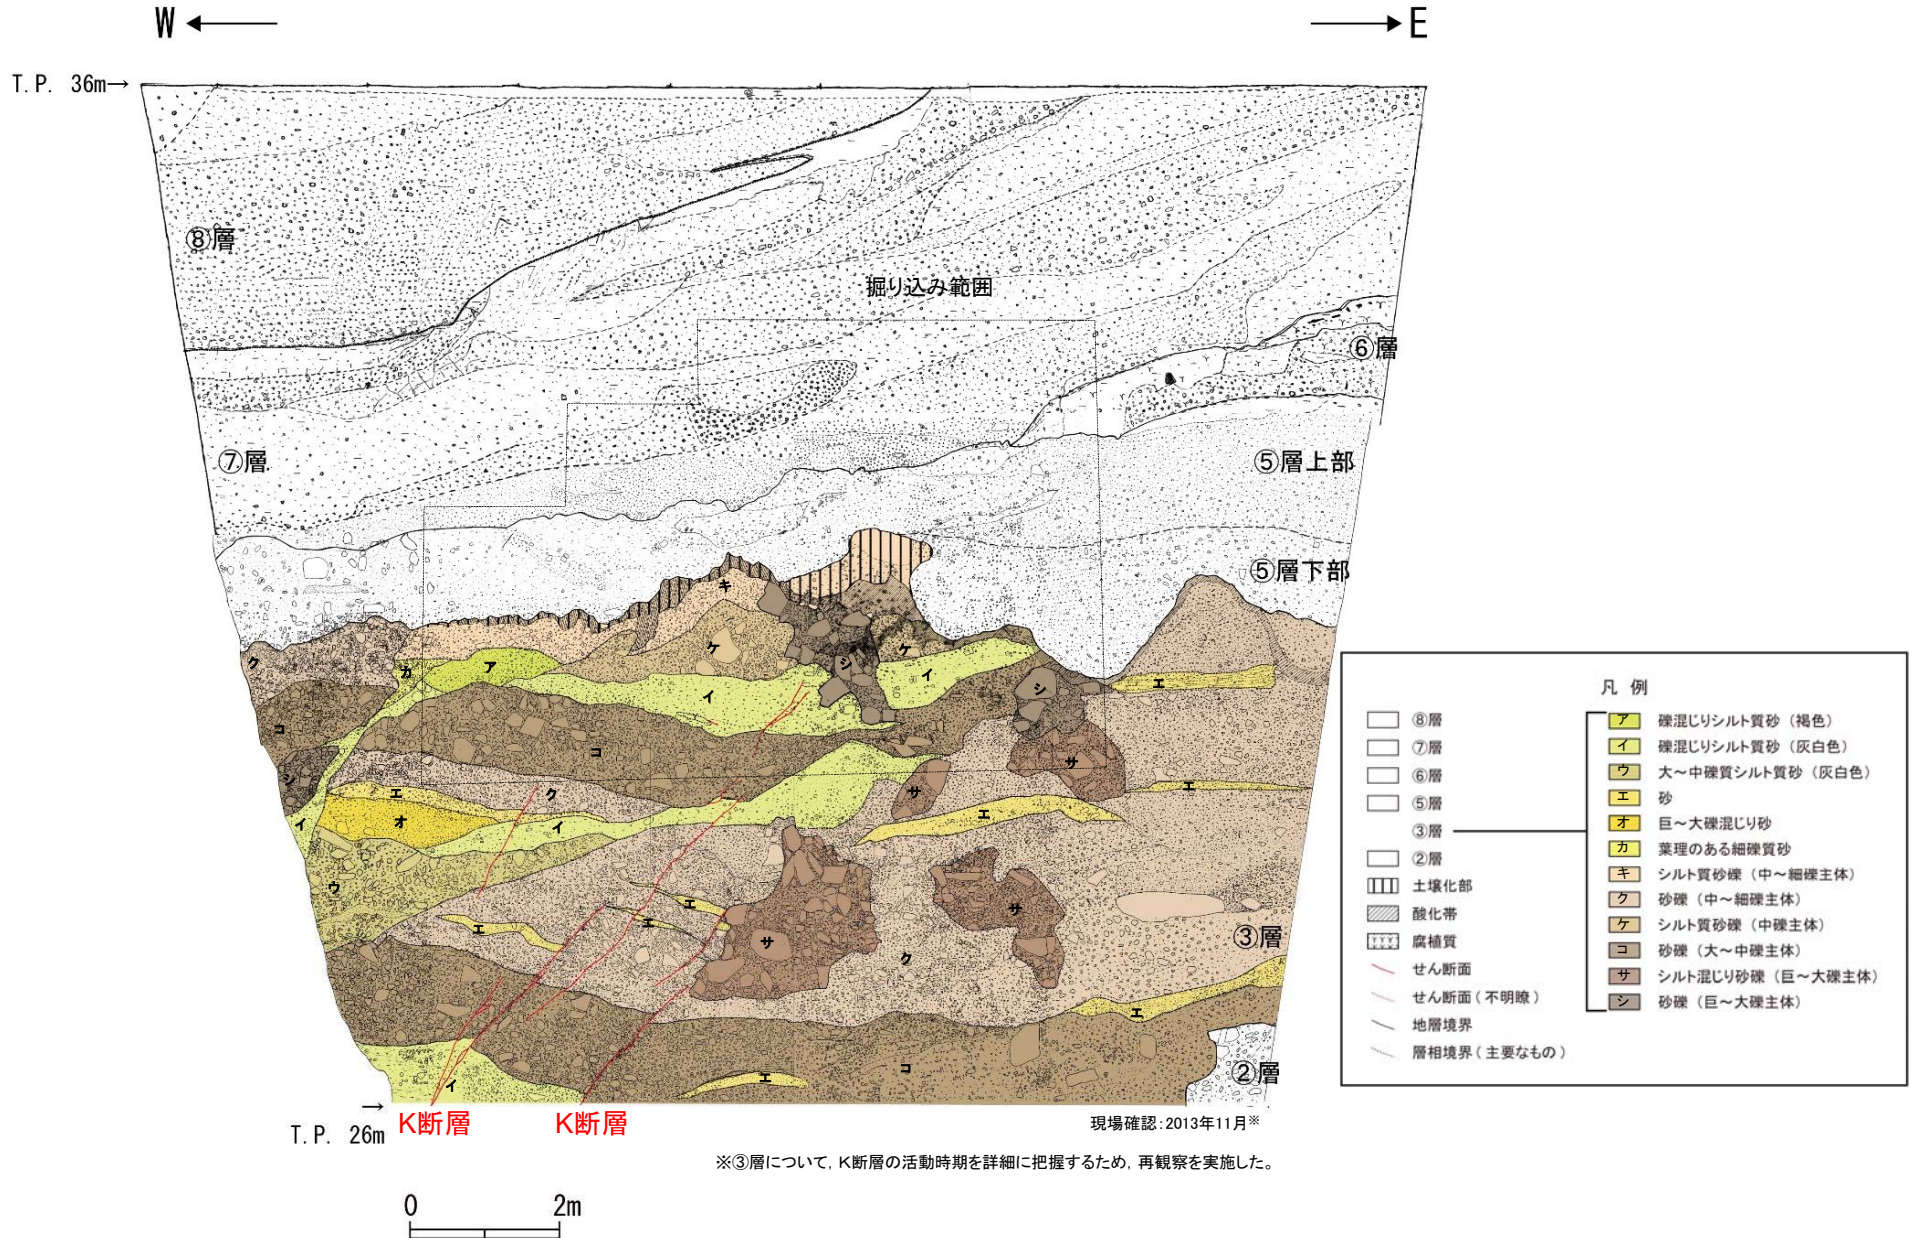 W
E
T.P. 36m→
⑧層
掘り込み範囲
⑥層
⑦層
⑤層上部
⑤層下部
キ
ク
カ
ア
ケ
ケ
シ
イ
イ
シ
エ
コ
コ
シ
サ
エ
ク
サ
エ
エ
イ
オ
イ
ウ
エ
エ
エ
サ
サ
ク
③層
エ
イ
エ
コ
②層
→
T.P. 26m
K断層
K断層
現場確認:2013年11月※
※③層について,K断層の活動時期を詳細に把握するため,再観察を実施した。
0 2m
凡 例
⑧層
⑦層
⑥層
⑤層
③層
②層
土壌化部
酸化帯
腐植質
せん断面
せん断面(不明瞭)
地層境界
層相境界(主要なもの)
ア 礫混じりシルト質砂(褐色)
イ 礫混じりシルト質砂(灰白色)
ウ 大~中礫質シルト質砂(灰白色)
エ 砂
オ 巨~大礫混じり砂
カ 葉理のある細礫質砂
キ シルト質砂礫(中~細礫主体)
ク 砂礫(中~細礫主体)
ケ シルト質砂礫(中礫主体)
コ 砂礫(大~中礫主体)
サ シルト混じり砂礫(巨~大礫主体)
シ 砂礫(巨~大礫主体)